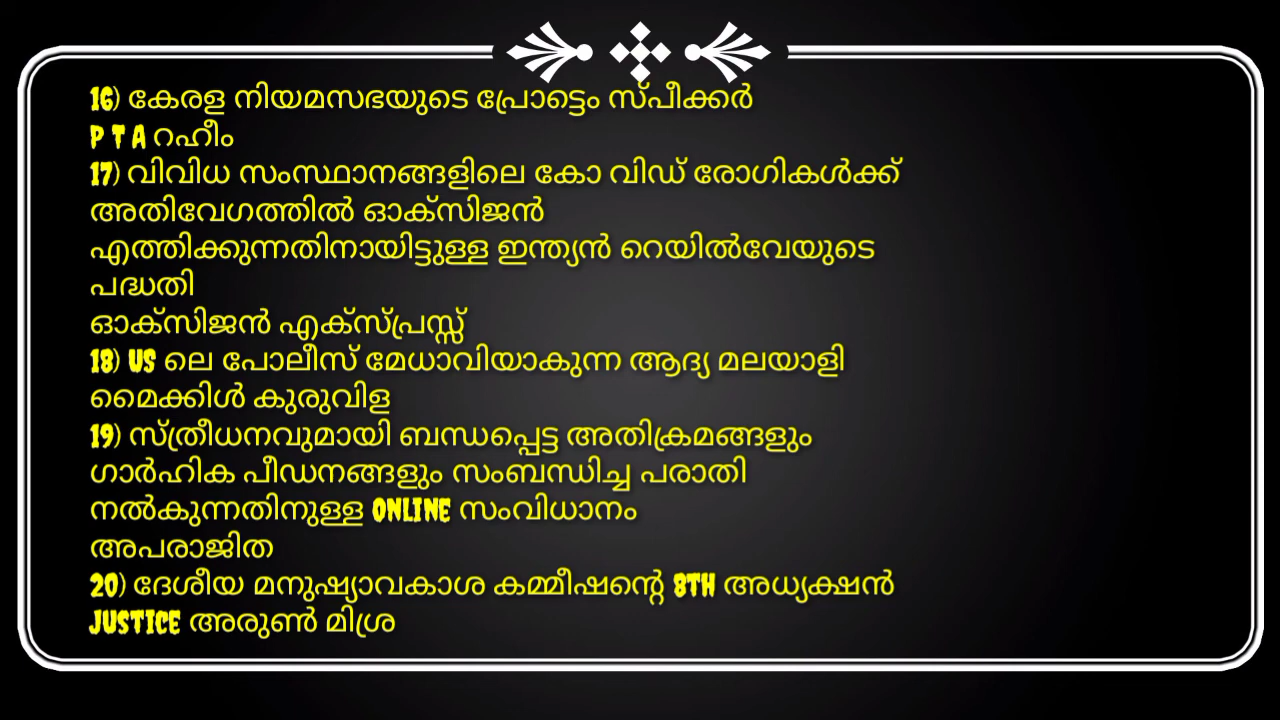 16) കേരള നിയമസഭയുടെ പ്രോട്ടെം സ്പീക്കർ
P T A റഹീം
17) വിവിധ സംസ്ഥാനങ്ങളിലെ കോ വിഡ് രോഗികൾക്ക്
അതിവേഗത്തിൽ ഓക്സിജൻ
എത്തിക്കുന്നതിനായിട്ടുള്ള ഇന്ത്യൻ റെയിൽവേയുടെ
പദ്ധതി
ഓക്സിജൻ എക്സ്പ്രസ്സ്
18) US ലെ പോലീസ് മേധാവിയാകുന്ന ആദ്യ മലയാളി
മൈക്കിൾ കുരുവിള
19) സ്ത്രീധനവുമായി ബന്ധപ്പെട്ട അതിക്രമങ്ങളും
ഗാർഹിക പീഡനങ്ങളും സംബന്ധിച്ച പരാതി
നൽകുന്നതിനുള്ള ONLINE സംവിധാനം
അപരാജിത
20) ദേശീയ മനുഷ്യാവകാശ കമ്മീഷന്റെ 8TH അധ്യക്ഷൻ
JUSTICE അരുൺ മിശ്ര